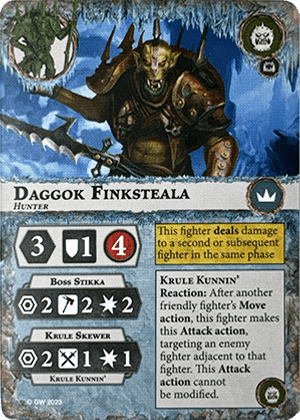 Daggok Finksteala
Hunter
3 1 4
This fighter deals damage
to a second or subsequent
fighter in the same phase
Boss Stikka
2 2 2
Krule Skewer
2 1 1
Krule Kunnin'
Krule Kunnin'
Reaction: After another
friendly fighter's Move
action, this fighter makes
this Attack action,
targeting an enemy
fighter adjacent to that
fighter. This Attack
action cannot
be modified.
© GW 2023